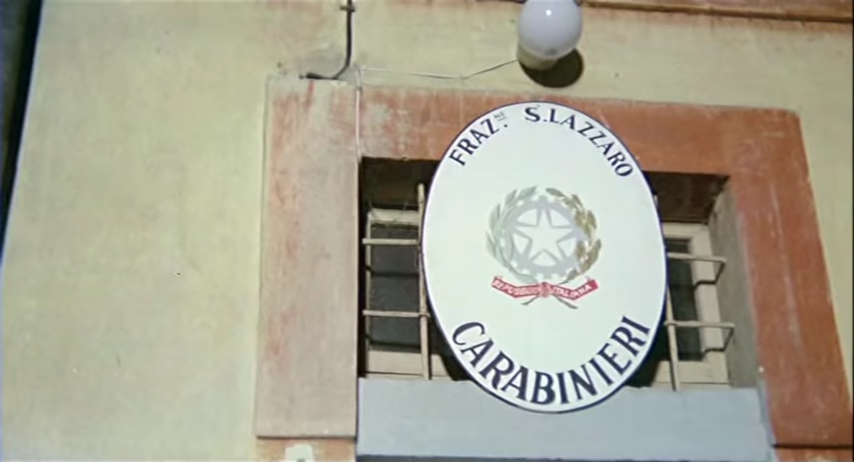 FRAZ.NE S.LAZZARO
REPUBBLICA ITALIANA
CARABINIERI